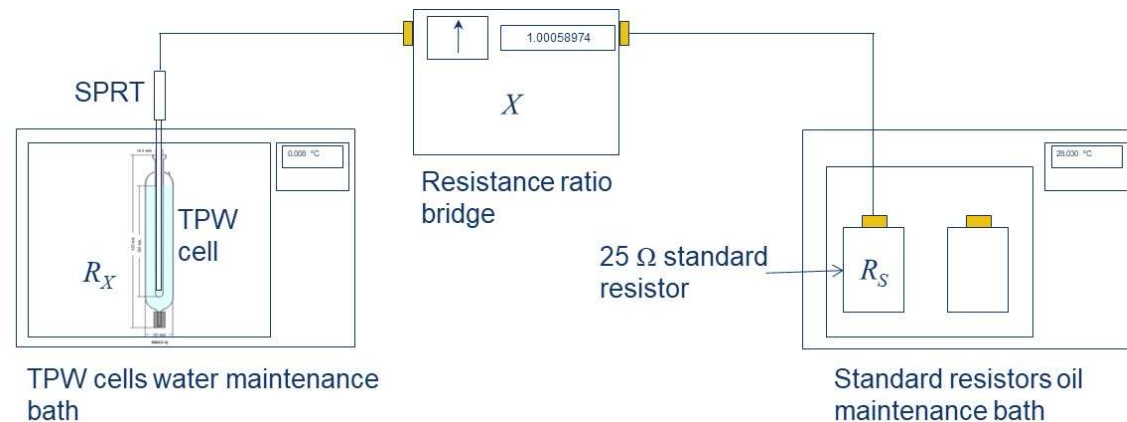 1.00058974
X
Resistance ratio
bridge
SPRT
0.008 °C
TPW
cell
R_X
TPW cells water maintenance
bath
28.030 °C
25 Ω standard
resistor
R_S
Standard resistors oil
maintenance bath